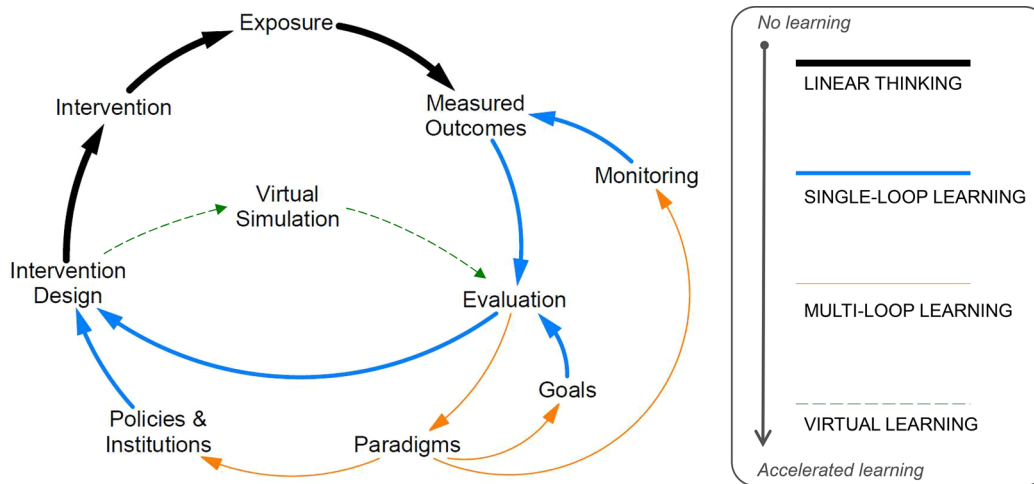 Exposure
Intervention
Measured
Outcomes
Monitoring
Virtual
Simulation
Intervention
Design
Evaluation
Goals
Policies &
Institutions
Paradigms
No learning
LINEAR THINKING
SINGLE-LOOP LEARNING
MULTI-LOOP LEARNING
VIRTUAL LEARNING
Accelerated learning